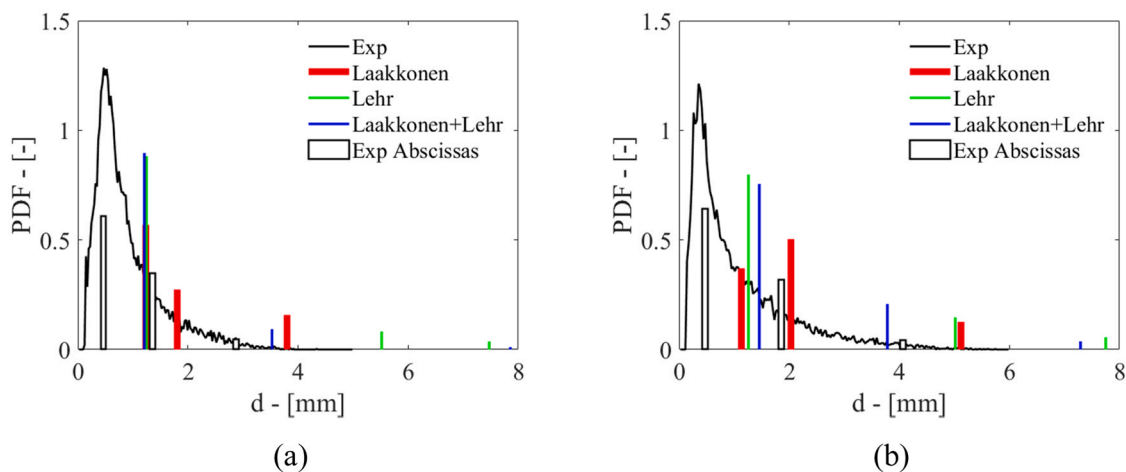 1.5
1
0.5
0
PDF - [-]
Exp
Laakkonen
Lehr
Laakkonen+Lehr
Exp Abscissas
0 2 4 6 8
d - [mm]
(a)
1.5
1
0.5
0
PDF - [-]
Exp
Laakkonen
Lehr
Laakkonen+Lehr
Exp Abscissas
0 2 4 6 8
d - [mm]
(b)